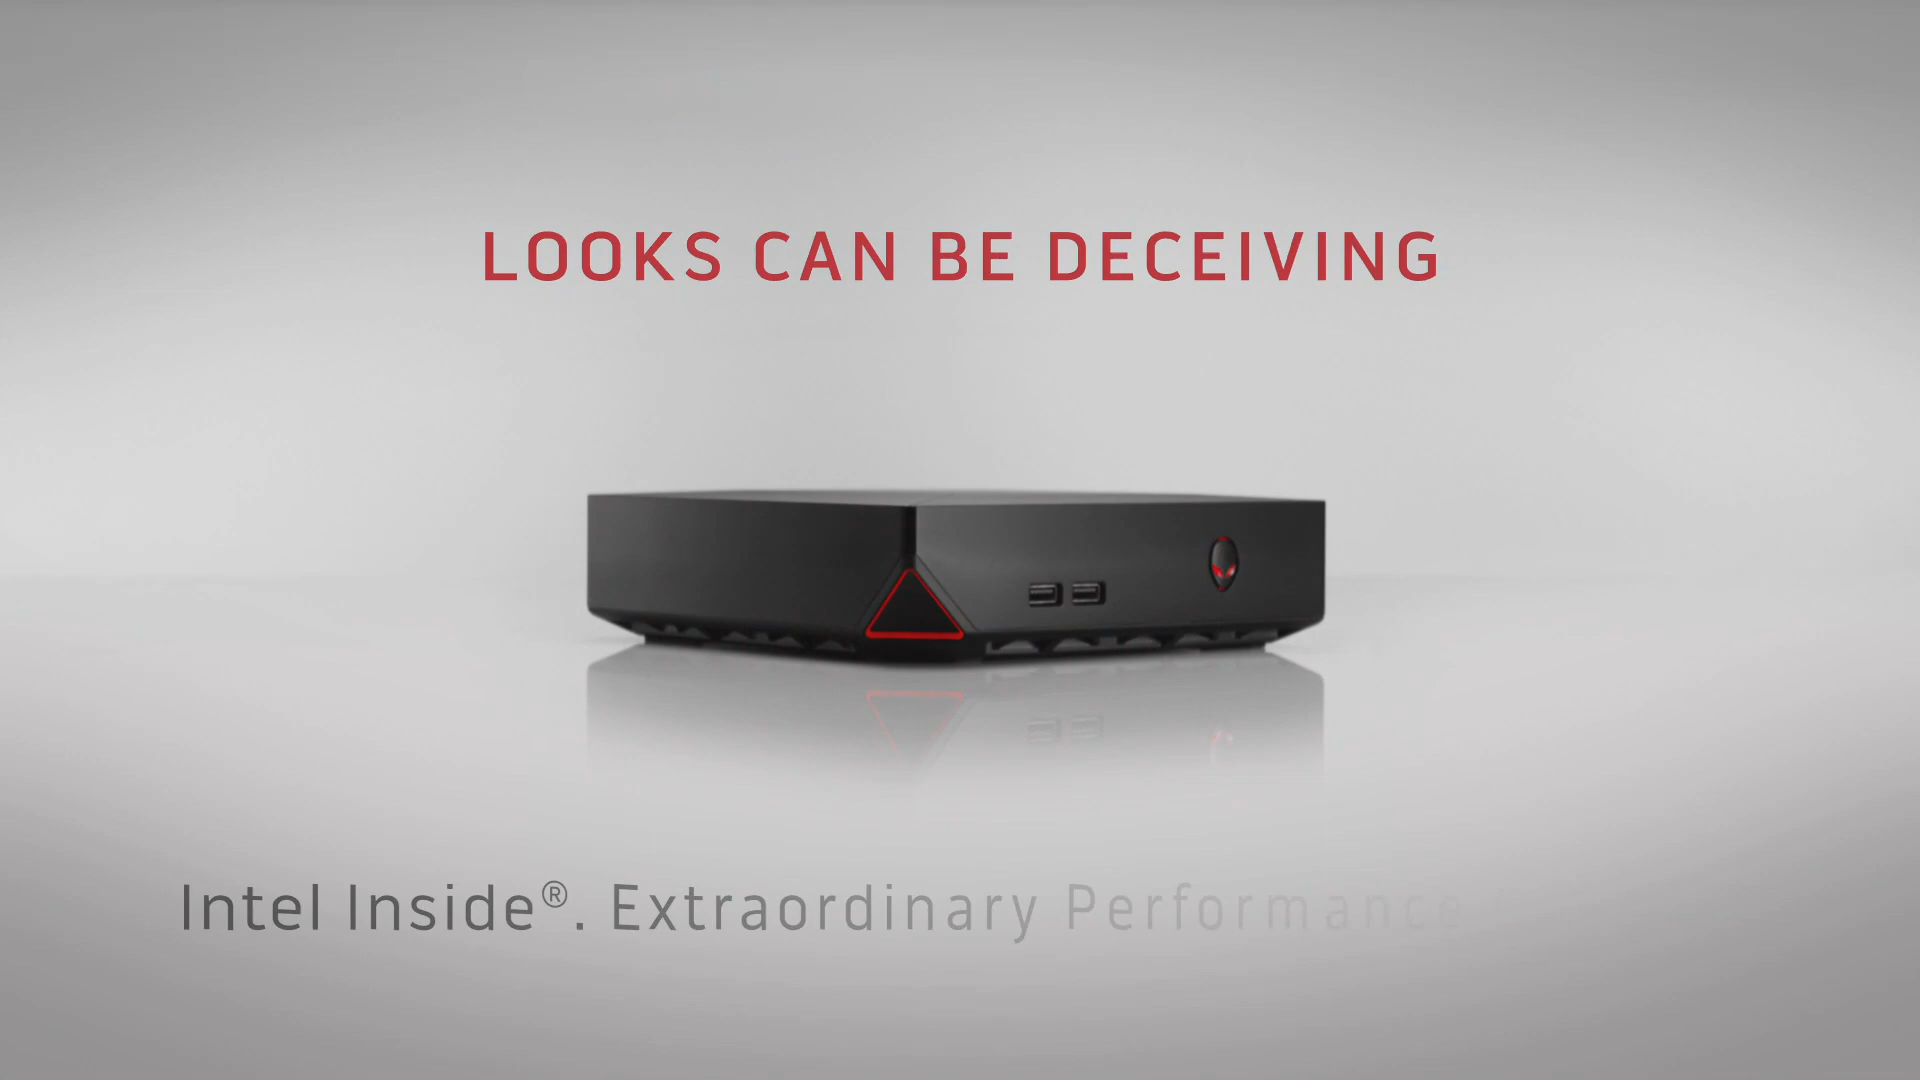 LOOKS CAN BE DECEIVING
Intel Inside®. Extraordinary Performance